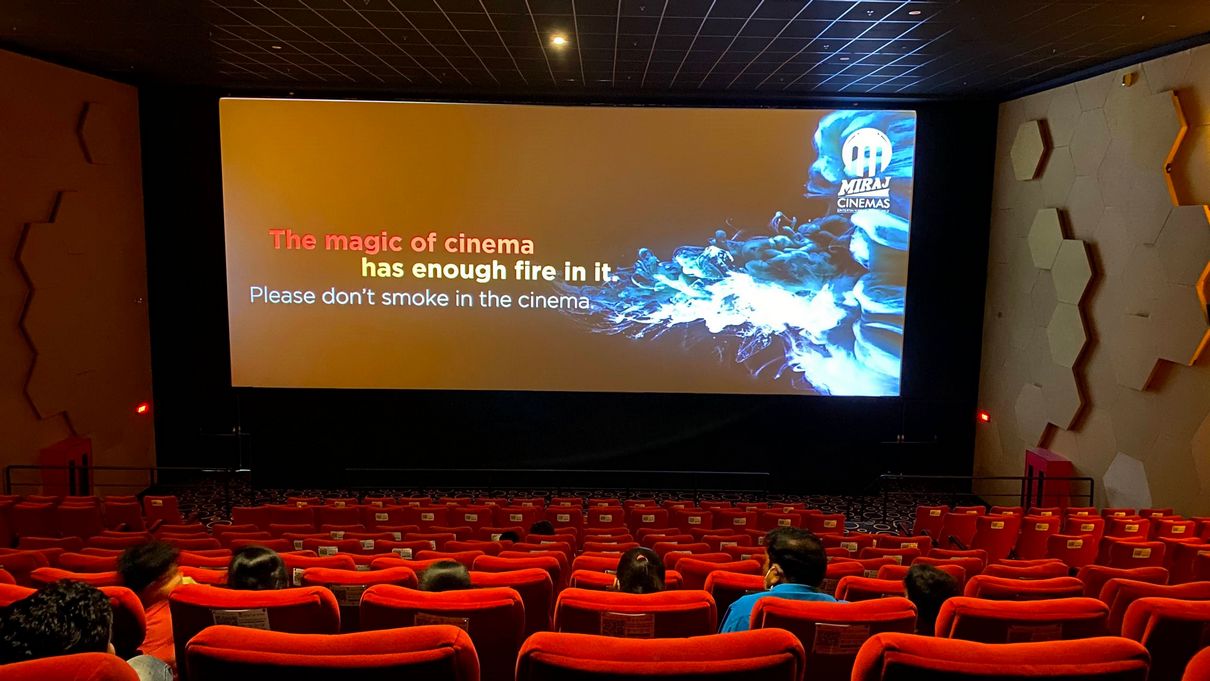 The magic of cinema
has enough fire in it.
Please don't smoke in the cinema.
MIRAJ
CINEMAS